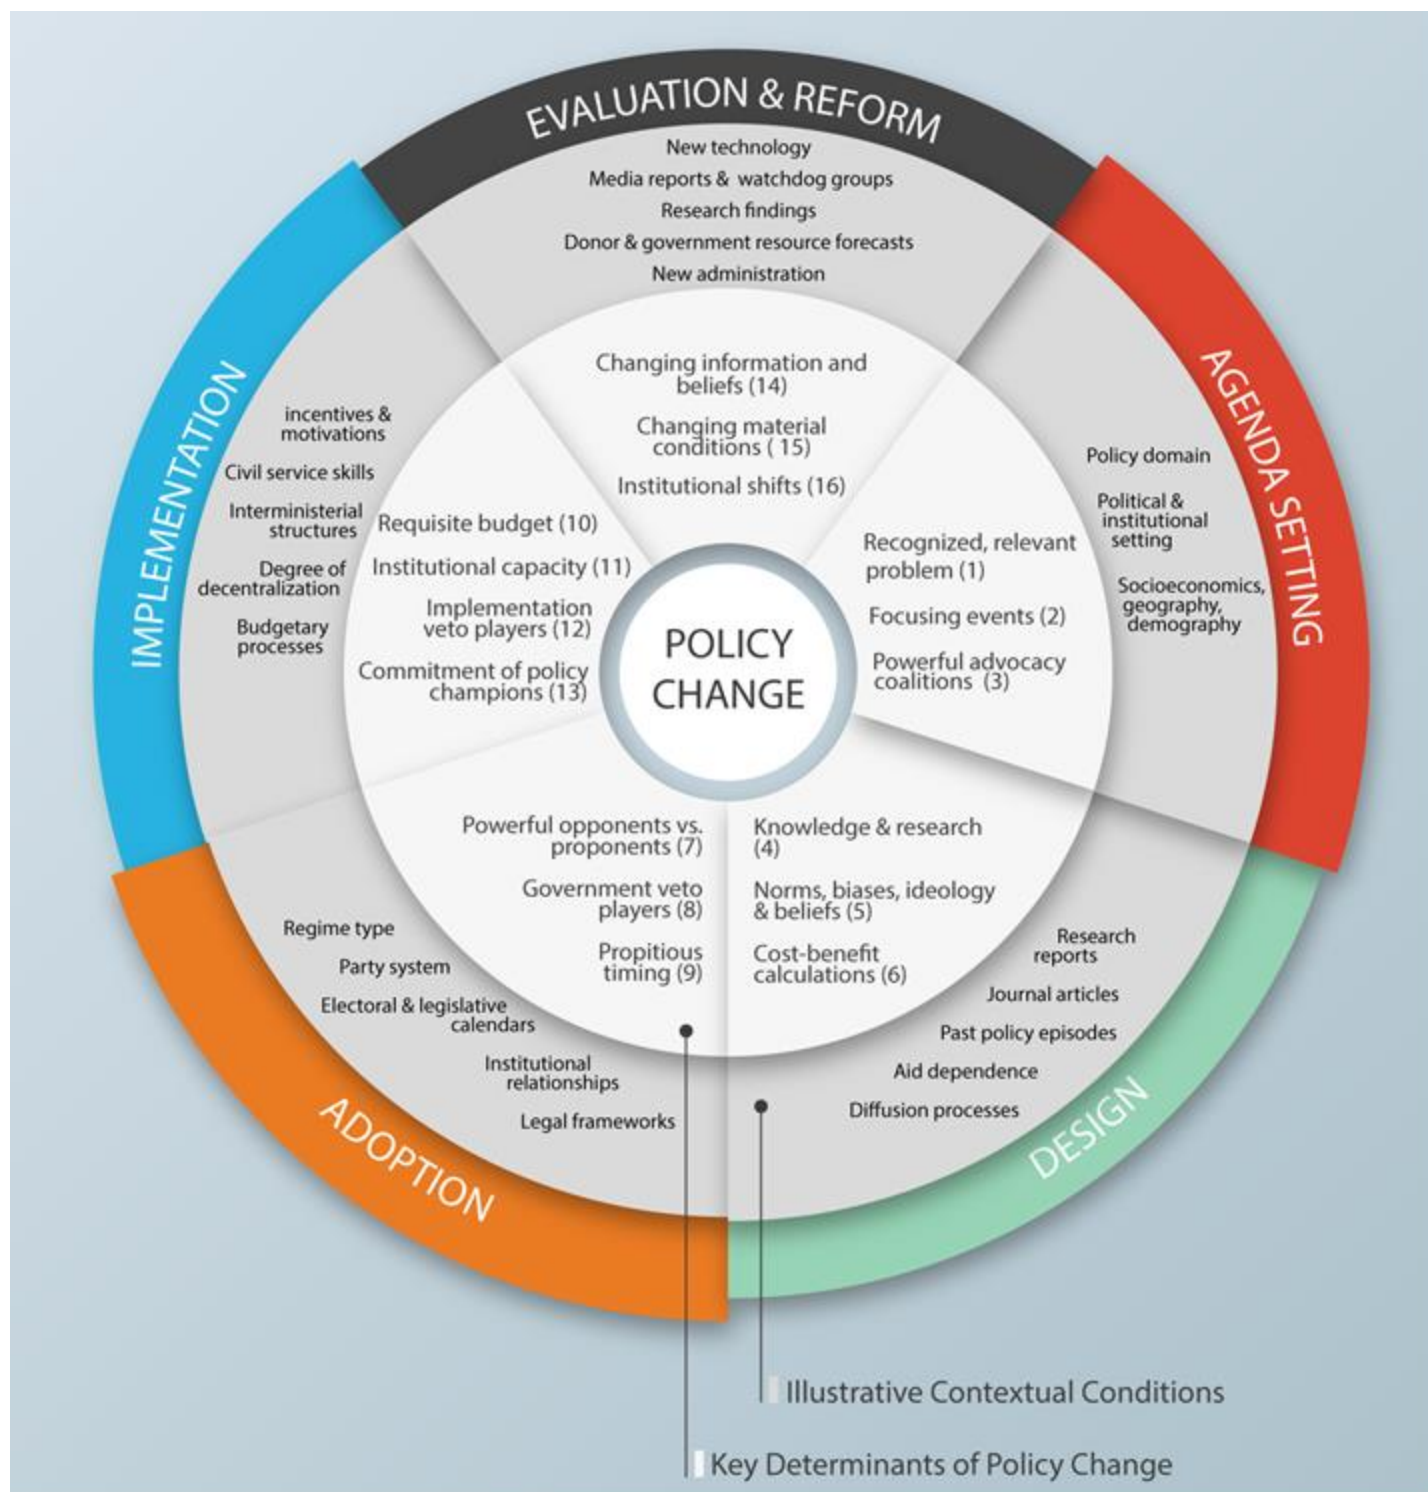 EVALUATION & REFORM
New technology
Media reports & watchdog groups
Research findings
Donor & government resource forecasts
New administration
Changing information and
beliefs (14)
Changing material
conditions ( 15)
Institutional shifts (16)
AGENDA SETTING
Policy domain
Political &
institutional
setting
Socioeconomics,
geography,
demography
Recognized, relevant
problem (1)
Focusing events (2)
Powerful advocacy
coalitions (3)
DESIGN
Knowledge & research
(4)
Norms, biases, ideology
& beliefs (5)
Cost-benefit
calculations (6)
Research
reports
Journal articles
Past policy episodes
Aid dependence
Diffusion processes
ADOPTION
Powerful opponents vs.
proponents (7)
Government veto
players (8)
Propitious
timing (9)
Regime type
Party system
Electoral & legislative
calendars
Institutional
relationships
Legal frameworks
IMPLEMENTATION
incentives &
motivations
Civil service skills
Interministerial
structures
Degree of
decentralization
Budgetary
processes
Requisite budget (10)
Institutional capacity (11)
Implementation
veto players (12)
Commitment of policy
champions (13)
POLICY
CHANGE
Illustrative Contextual Conditions
Key Determinants of Policy Change